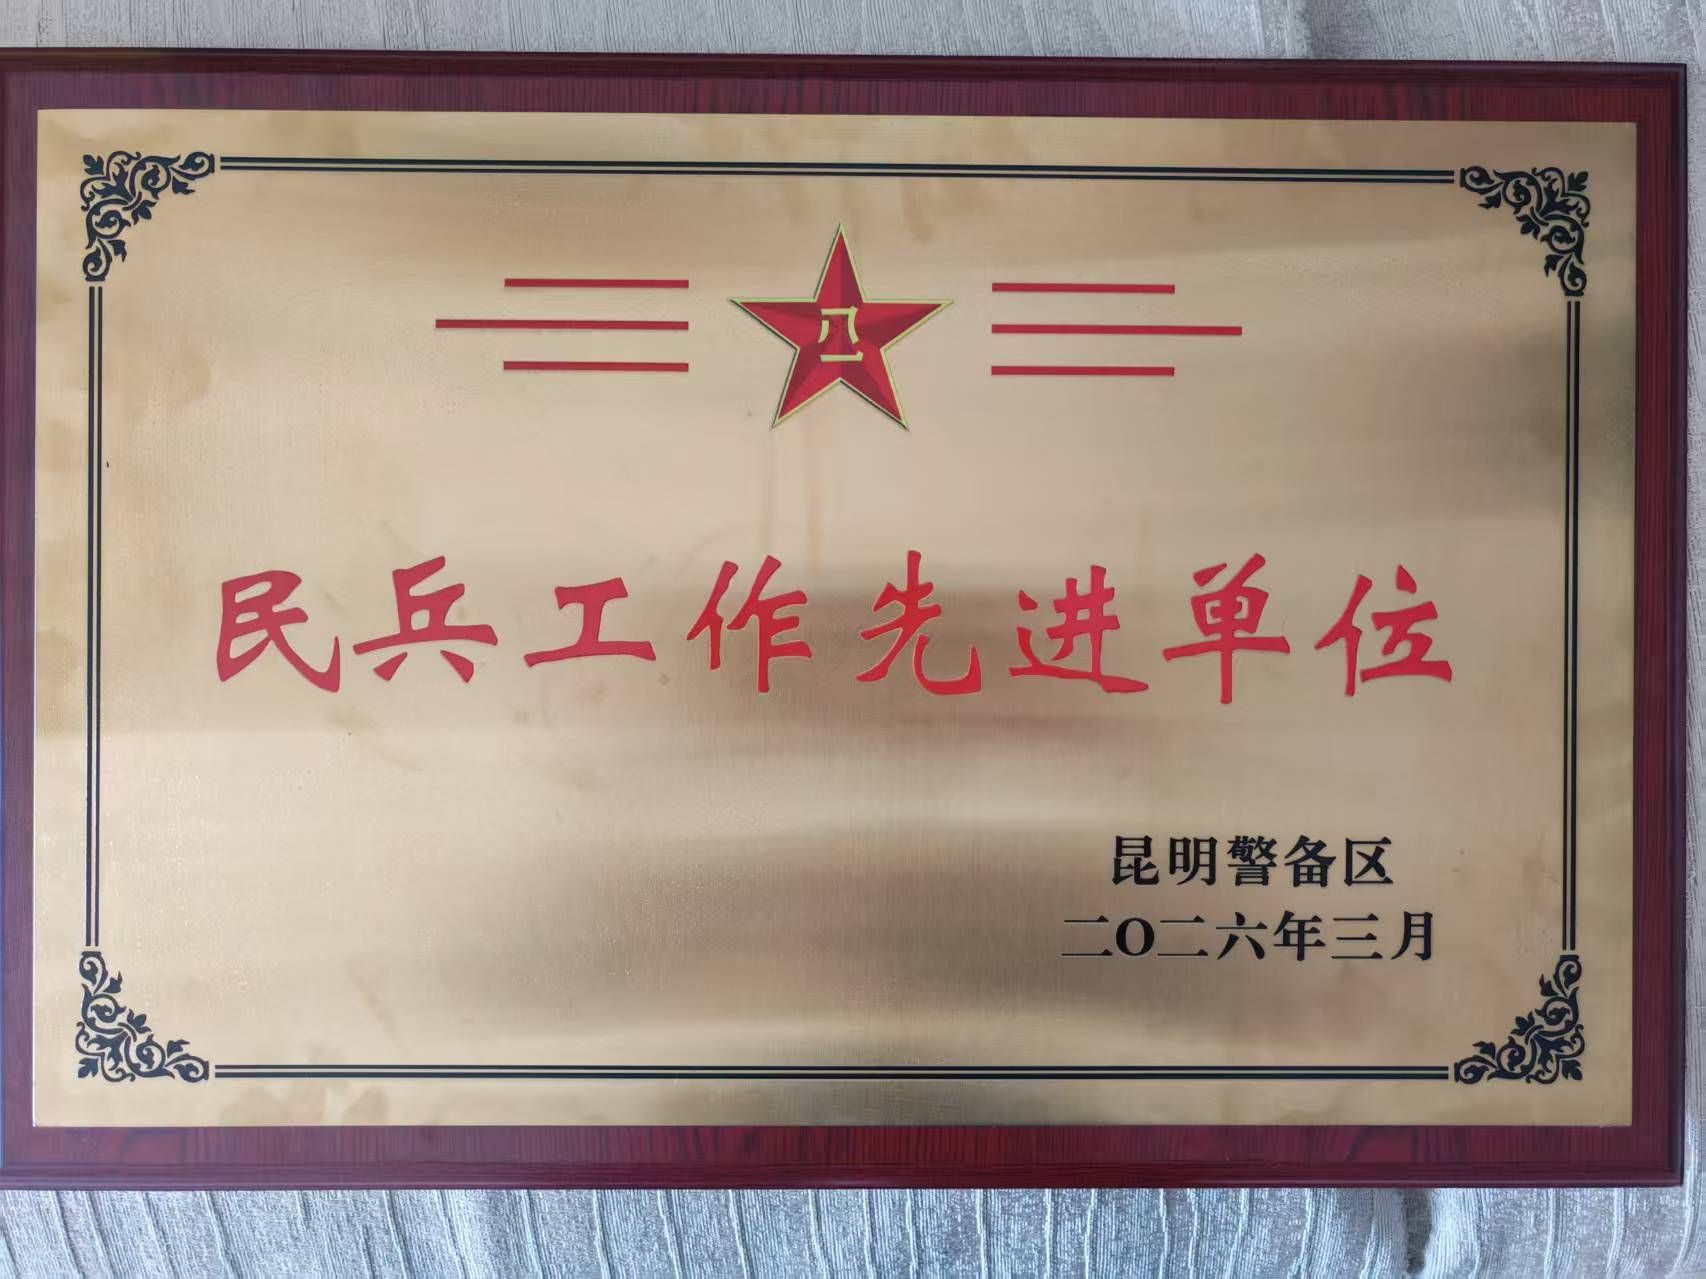 八一
民兵工作先进单位
昆明警备区
二〇二六年三月